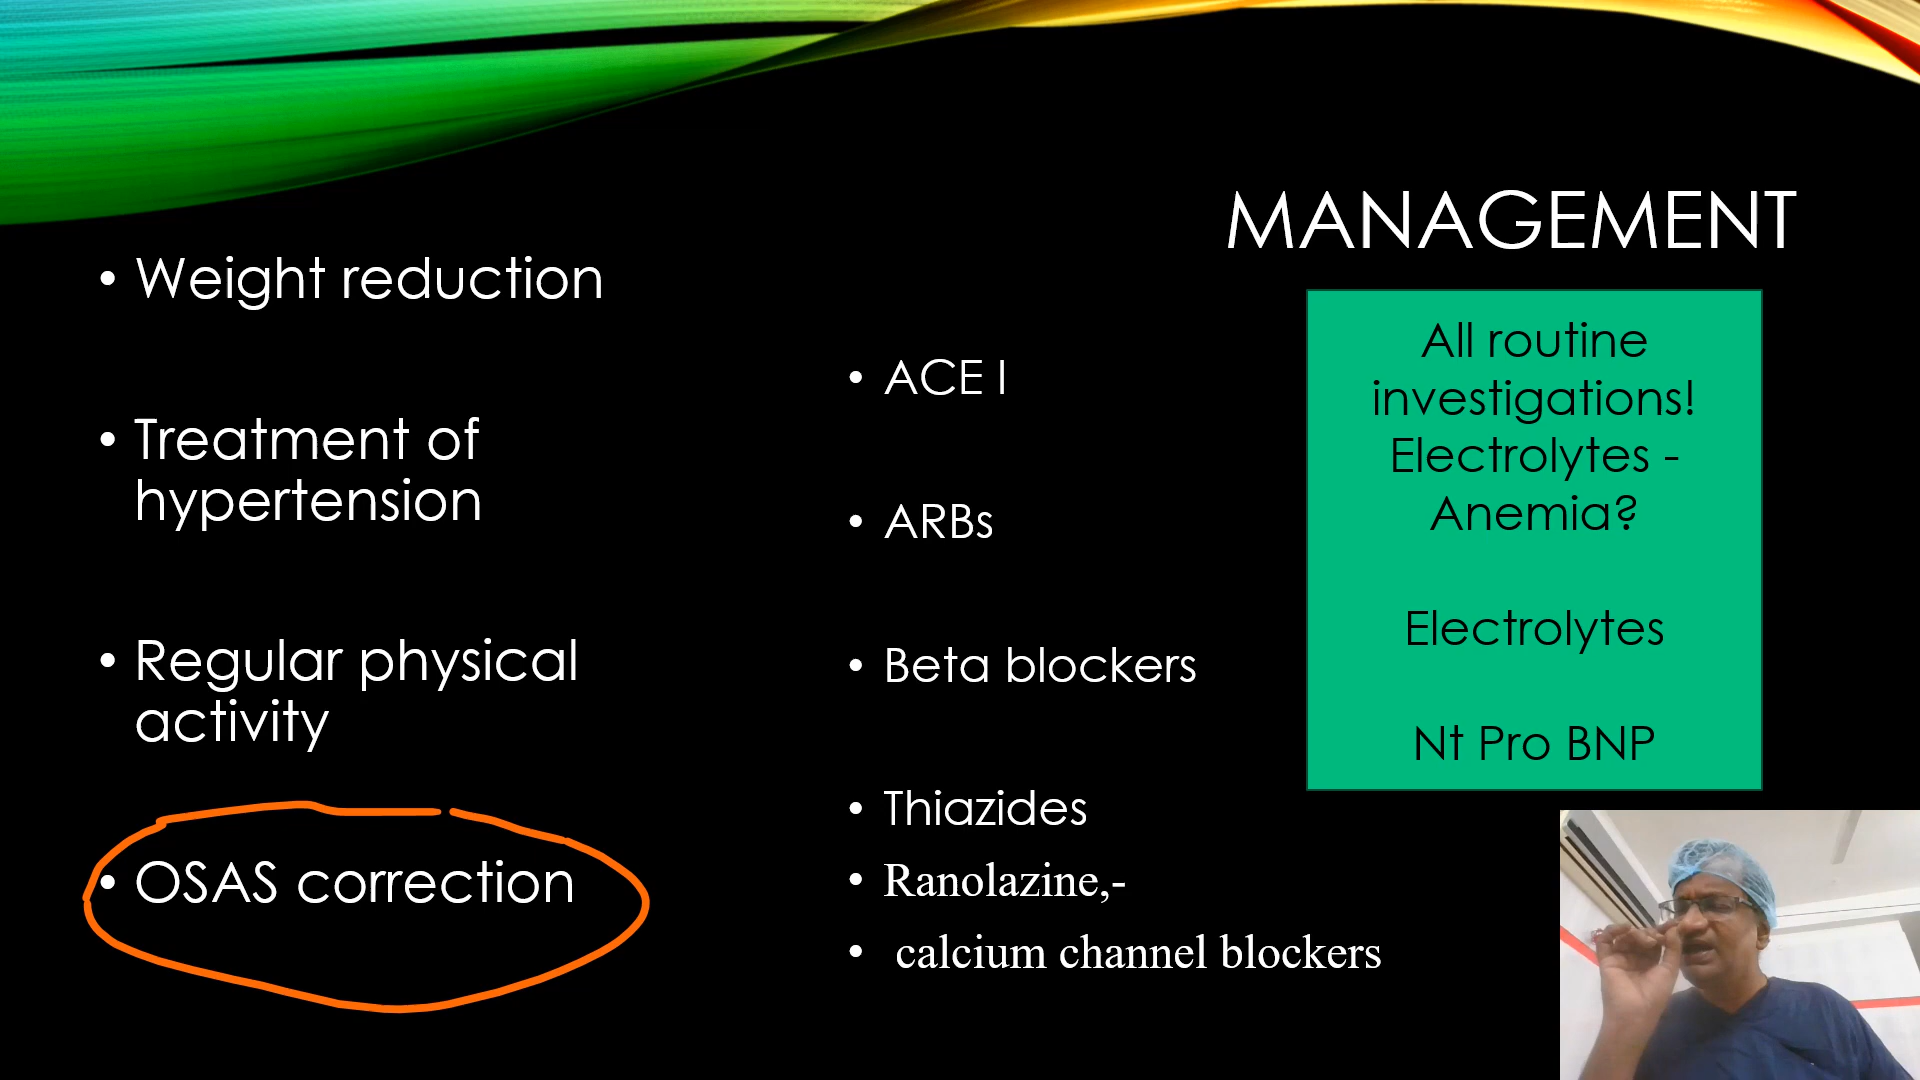 MANAGEMENT
• Weight reduction
• Treatment of
hypertension
• Regular physical
activity
• OSAS correction
• ACE I
• ARBs
• Beta blockers
• Thiazides
• Ranolazine,-
• calcium channel blockers
All routine
investigations!
Electrolytes -
Anemia?
Electrolytes
Nt Pro BNP